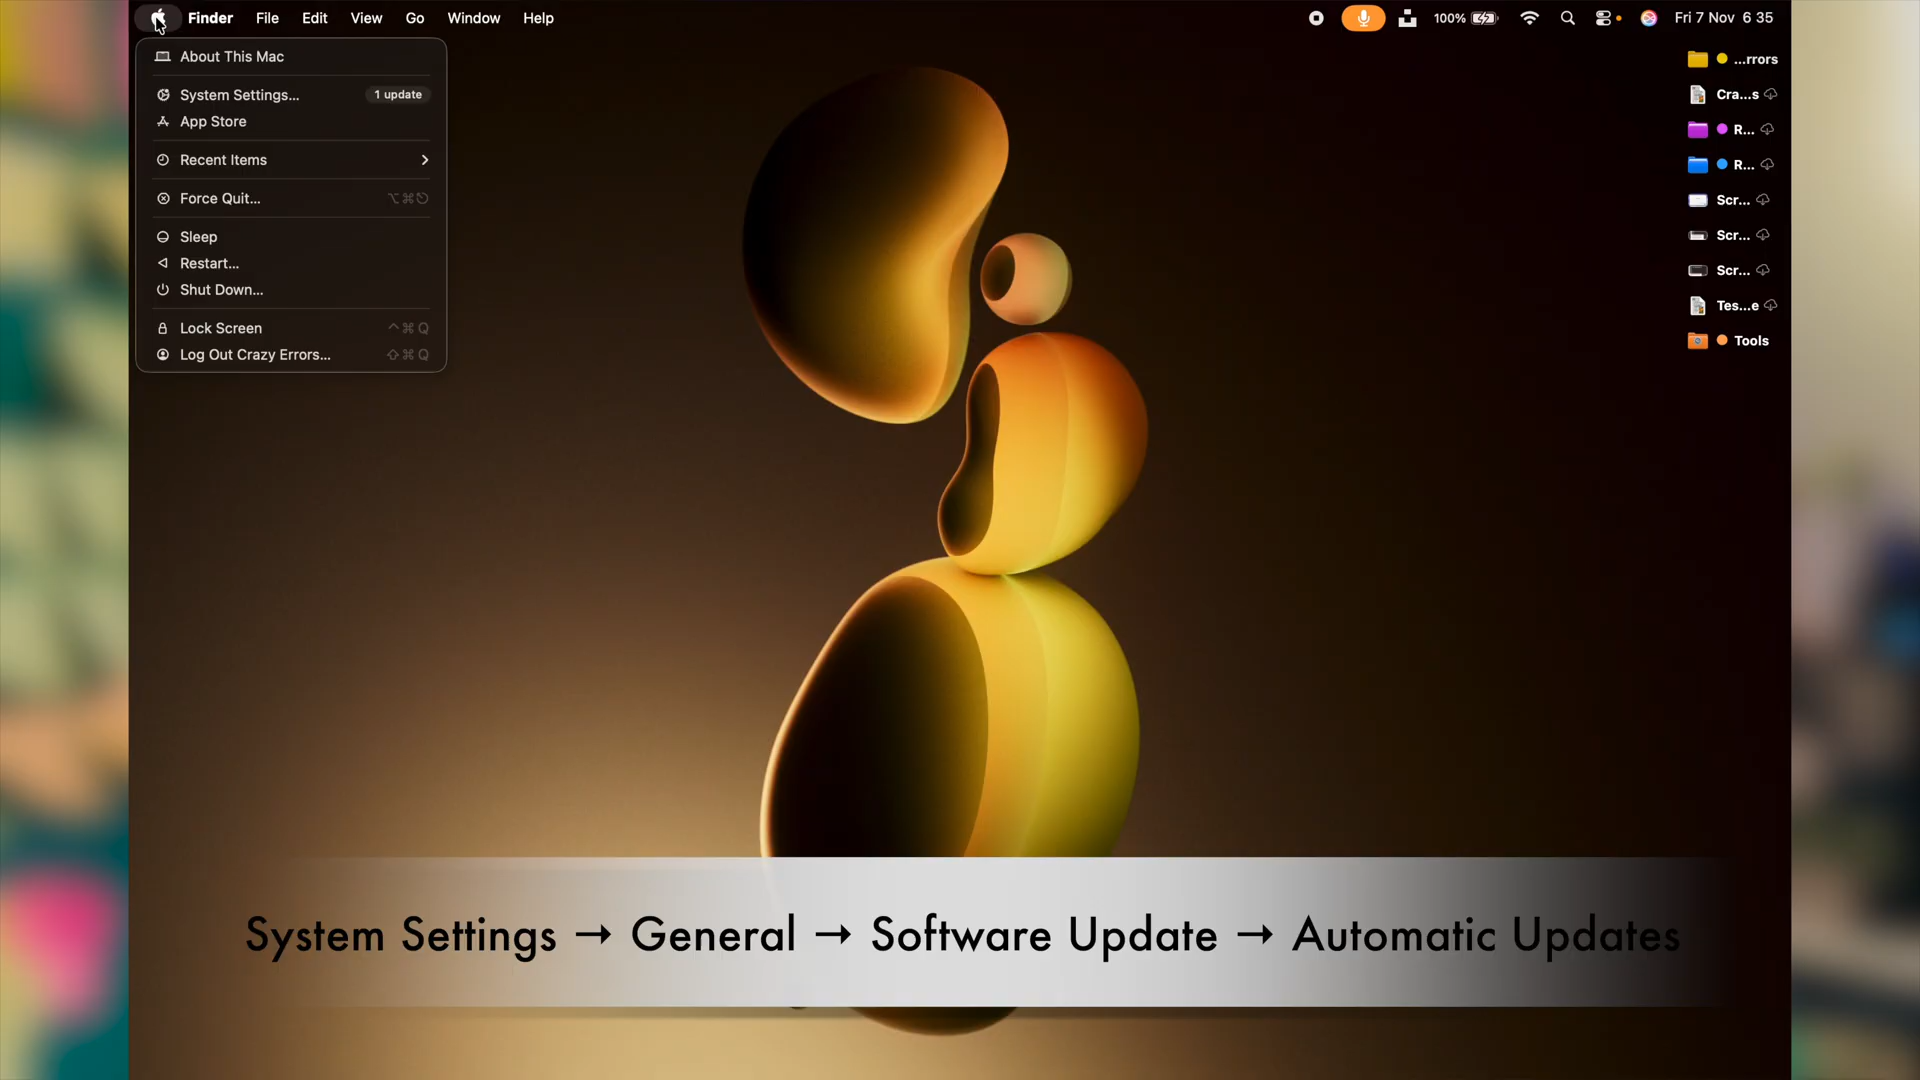 Finder File Edit View Go Window Help 100% Fri 7 Nov 6 35
About This Mac
System Settings... 1 update
App Store
Recent Items
Force Quit... ⌥⌘⎋
Sleep
Restart...
Shut Down...
Lock Screen ^⌘Q
Log Out Crazy Errors... ⇧⌘Q
...rrors
Cra...s
R...
R...
Scr...
Scr...
Scr...
Tes...e
Tools
System Settings → General → Software Update → Automatic Updates